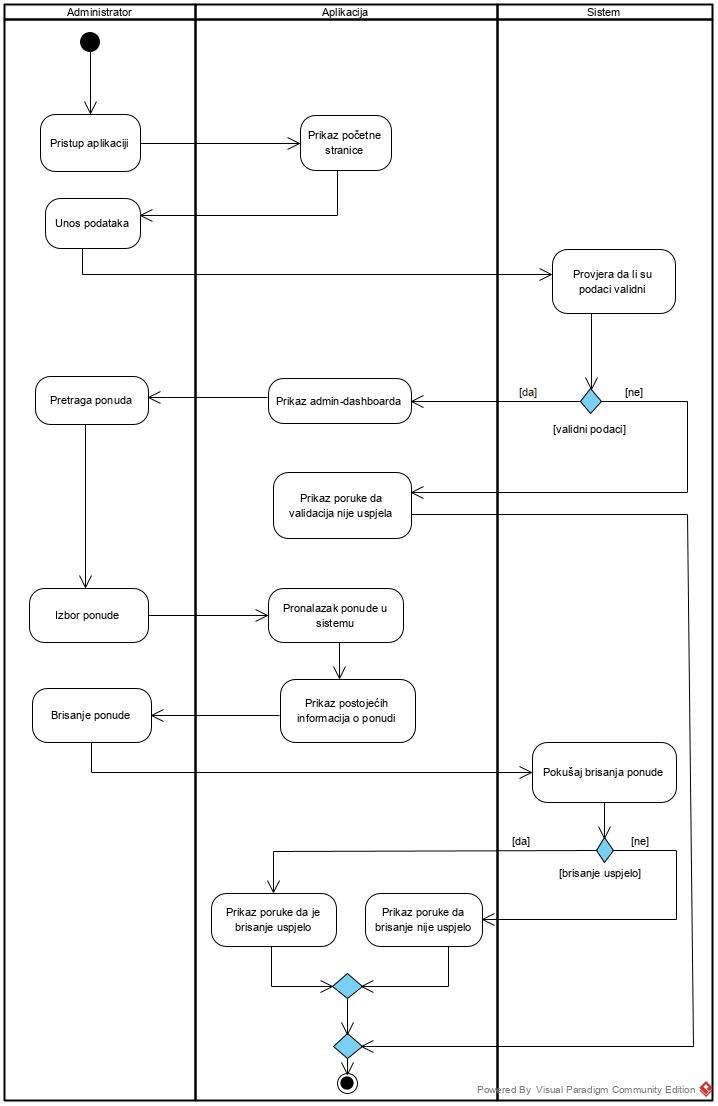 Administrator
Aplikacija
Sistem
Pristup aplikaciji
Prikaz početne
stranice
Unos podataka
Provjera da li su
podaci validni
[da]
[ne]
Pretraga ponuda
Prikaz admin-dashboarda
[validni podaci]
Prikaz poruke da
validacija nije uspjela
Izbor ponude
Pronalazak ponude u
sistemu
Brisanje ponude
Prikaz postojećih
informacija o ponudi
Pokušaj brisanja ponude
[da]
[ne]
[brisanje uspjelo]
Prikaz poruke da je
brisanje uspjelo
Prikaz poruke da
brisanje nije uspjelo
Powered By Visual Paradigm Community Edition